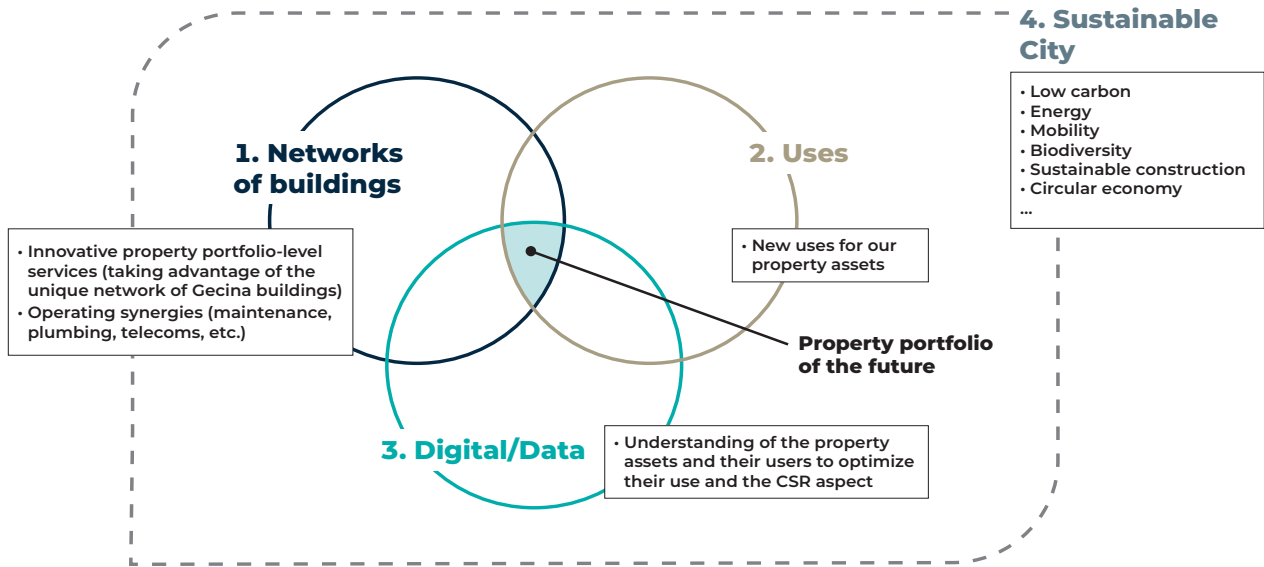 4. Sustainable
City
• Low carbon
• Energy
• Mobility
• Biodiversity
• Sustainable construction
• Circular economy
...
1. Networks
of buildings
• Innovative property portfolio-level
services (taking advantage of the
unique network of Gecina buildings)
• Operating synergies (maintenance,
plumbing, telecoms, etc.)
2. Uses
• New uses for our
property assets
Property portfolio
of the future
3. Digital/Data
• Understanding of the property
assets and their users to optimize
their use and the CSR aspect